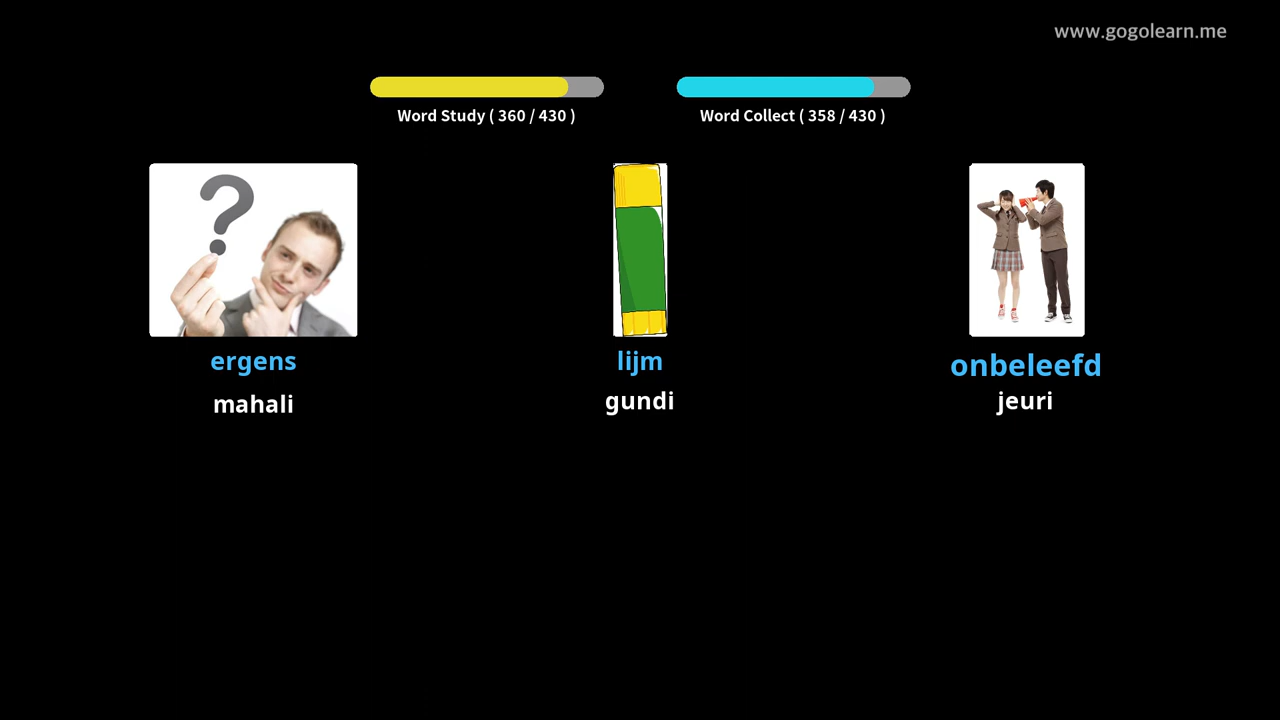 www.gogolearn.me
Word Study ( 360 / 430 )
Word Collect ( 358 / 430 )
ergens
mahali
lijm
gundi
onbeleefd
jeuri